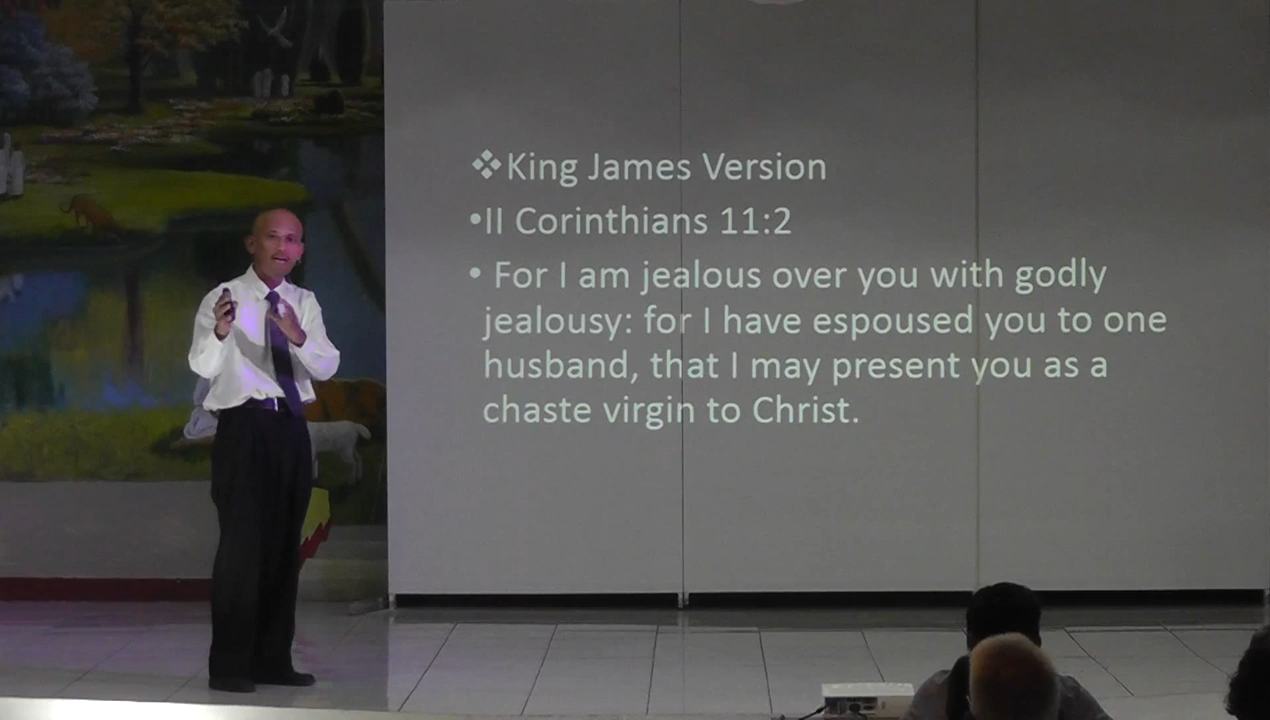 ❖King James Version
•II Corinthians 11:2
• For I am jealous over you with godly
jealousy: for I have espoused you to one
husband, that I may present you as a
chaste virgin to Christ.